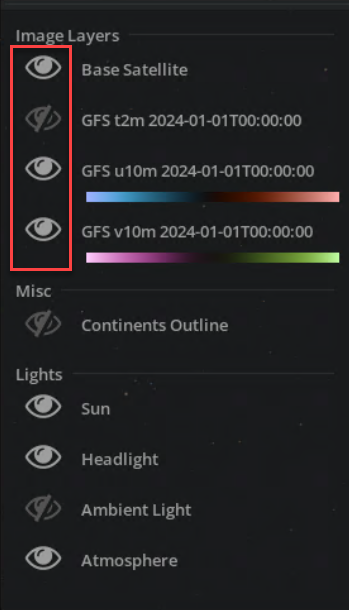 Image Layers
Base Satellite
GFS t2m 2024-01-01T00:00:00
GFS u10m 2024-01-01T00:00:00
GFS v10m 2024-01-01T00:00:00
Misc
Continents Outline
Lights
Sun
Headlight
Ambient Light
Atmosphere